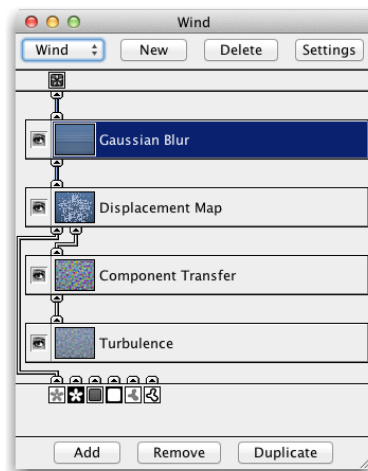 Wind
Wind New Delete Settings
Gaussian Blur
Displacement Map
Component Transfer
Turbulence
Add Remove Duplicate